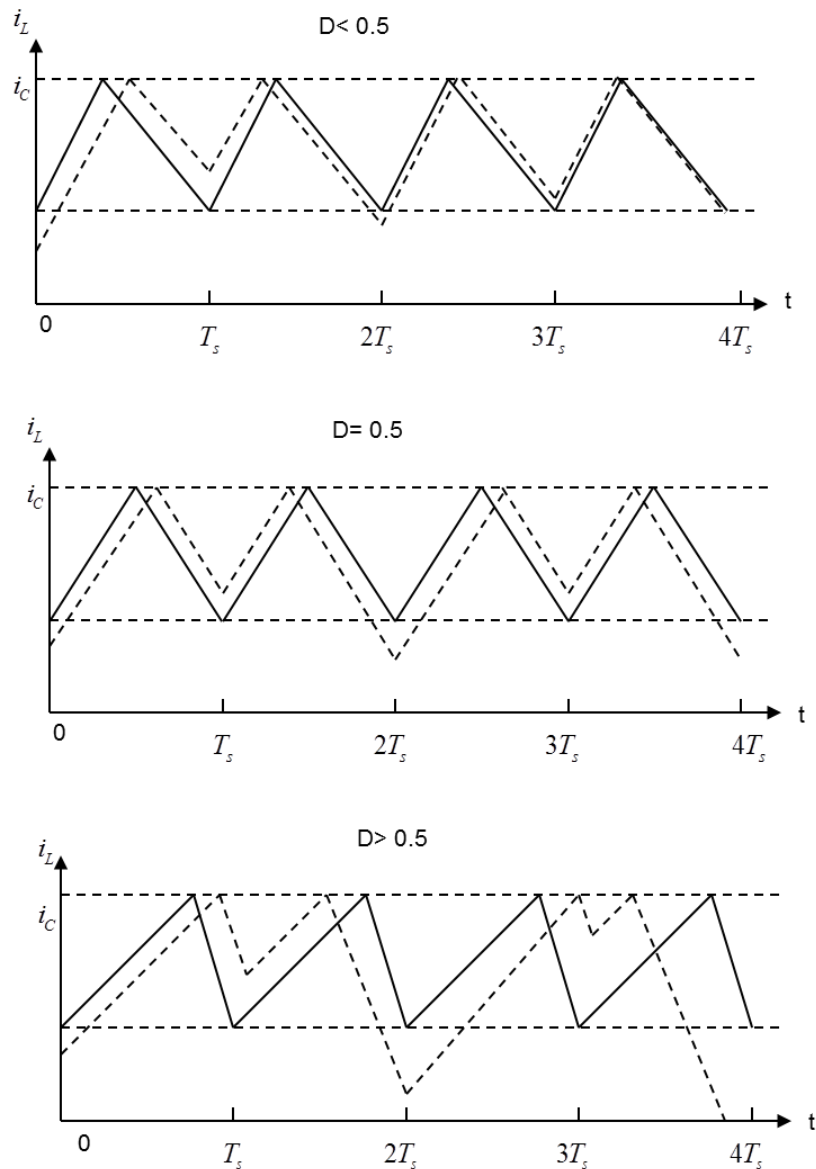 i_L
D< 0.5
i_C
t
0
T_s
2T_s
3T_s
4T_s
i_L
D= 0.5
i_C
t
0
T_s
2T_s
3T_s
4T_s
i_L
D> 0.5
i_C
t
0
T_s
2T_s
3T_s
4T_s